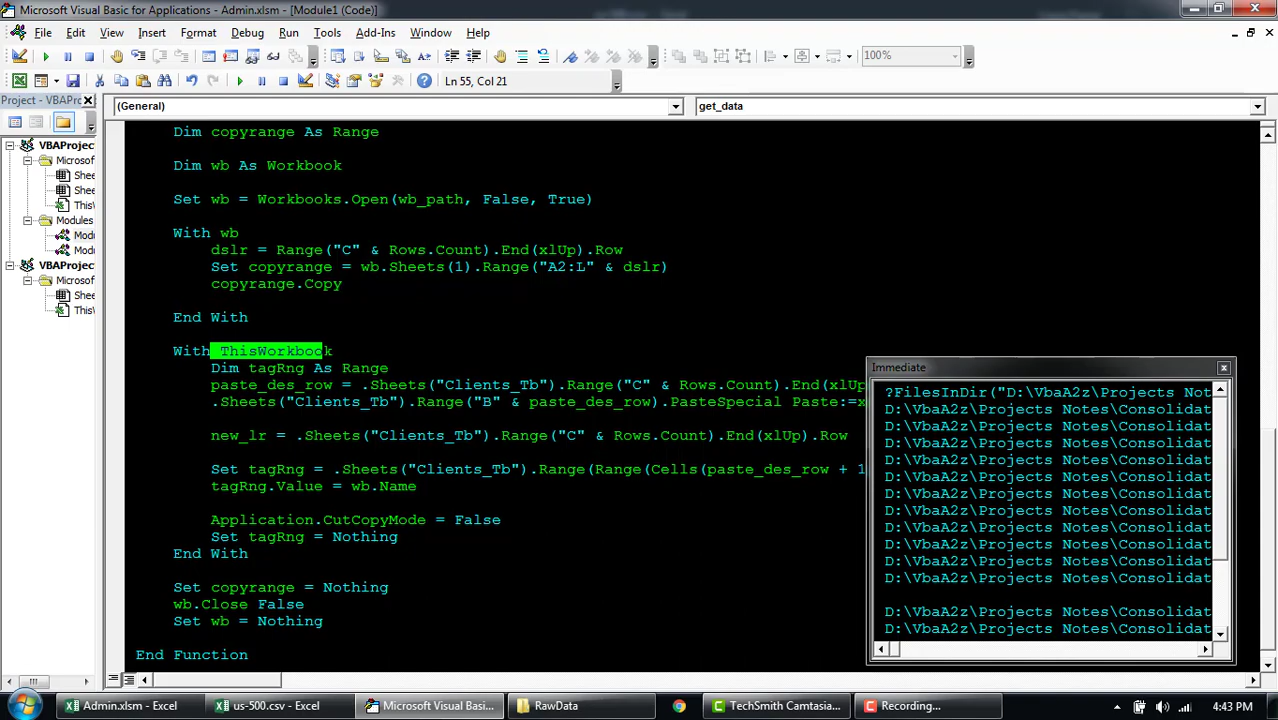 Microsoft Visual Basic for Applications - Admin.xlsm - [Module1 (Code)]
File Edit View Insert Format Debug Run Tools Add-Ins Window Help
100%
Ln 55, Col 21
Project - VBAPro
(General)
get_data
VBAProject
Microsoft
Shee
Shee
This
Modules
Modu
Modu
VBAProject
Microsoft
Shee
This
Dim copyrange As Range
Dim wb As Workbook
Set wb = Workbooks.Open(wb_path, False, True)
With wb
dslr = Range("C" & Rows.Count).End(xlUp).Row
Set copyrange = wb.Sheets(1).Range("A2:L" & dslr)
copyrange.Copy
End With
With ThisWorkbook
Dim tagRng As Range
paste_des_row = .Sheets("Clients_Tb").Range("C" & Rows.Count).End(xlUp
.Sheets("Clients_Tb").Range("B" & paste_des_row).PasteSpecial Paste:=x
new_lr = .Sheets("Clients_Tb").Range("C" & Rows.Count).End(xlUp).Row
Set tagRng = .Sheets("Clients_Tb").Range(Range(Cells(paste_des_row + 1
tagRng.Value = wb.Name
Application.CutCopyMode = False
Set tagRng = Nothing
End With
Set copyrange = Nothing
wb.Close False
Set wb = Nothing
End Function
Immediate
?FilesInDir("D:\VbaA2z\Projects Not
D:\VbaA2z\Projects Notes\Consolidat
D:\VbaA2z\Projects Notes\Consolidat
D:\VbaA2z\Projects Notes\Consolidat
D:\VbaA2z\Projects Notes\Consolidat
D:\VbaA2z\Projects Notes\Consolidat
D:\VbaA2z\Projects Notes\Consolidat
D:\VbaA2z\Projects Notes\Consolidat
D:\VbaA2z\Projects Notes\Consolidat
D:\VbaA2z\Projects Notes\Consolidat
D:\VbaA2z\Projects Notes\Consolidat
D:\VbaA2z\Projects Notes\Consolidat
D:\VbaA2z\Projects Notes\Consolidat
D:\VbaA2z\Projects Notes\Consolidat
Admin.xlsm - Excel
us-500.csv - Excel
Microsoft Visual Basi...
RawData
TechSmith Camtasia...
Recording...
4:43 PM